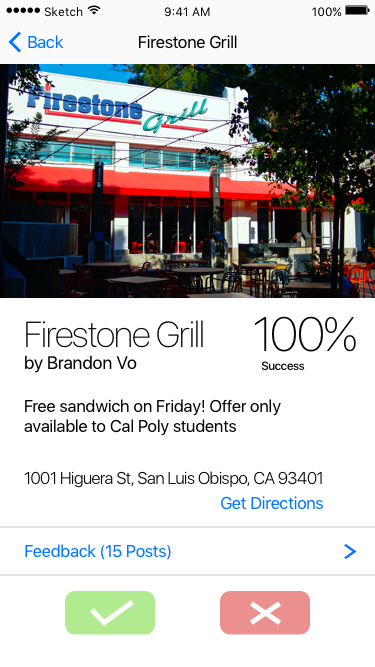 Sketch 9:41 AM 100%
Back Firestone Grill
Firestone
Grill
Firestone Grill 100%
by Brandon Vo Success
Free sandwich on Friday! Offer only
available to Cal Poly students
1001 Higuera St, San Luis Obispo, CA 93401
Get Directions
Feedback (15 Posts)